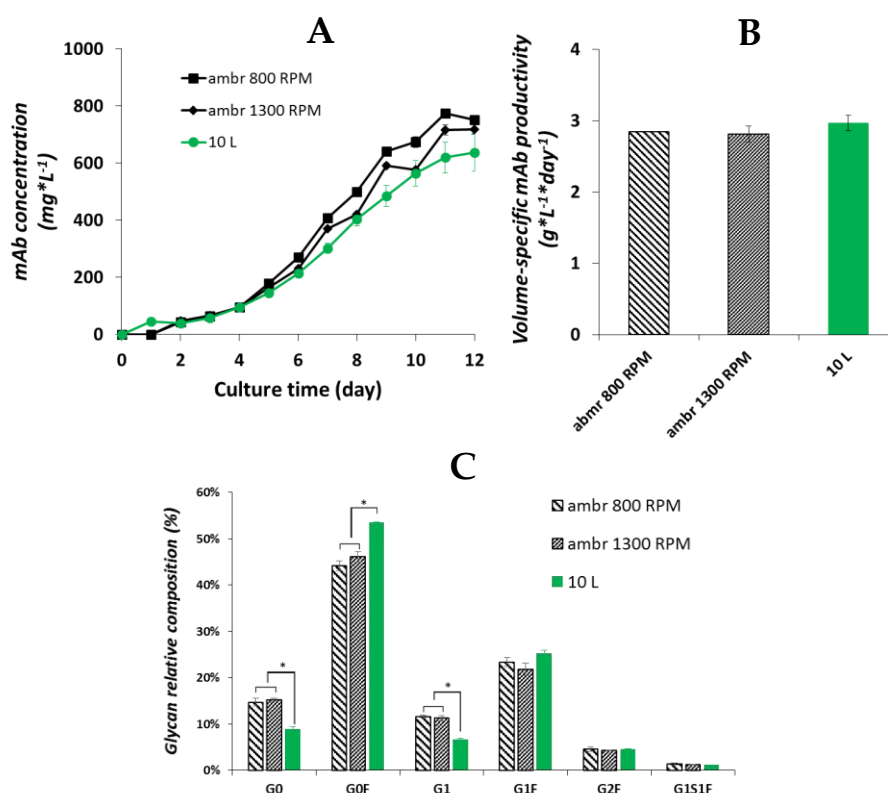 A
mAb concentration
(mg*L-1)
1000
800
600
400
200
0
ambr 800 RPM
ambr 1300 RPM
10 L
0 2 4 6 8 10 12
Culture time (day)
B
Volume-specific mAb productivity
(g*L-1*day-1)
4
3
2
1
0
abmr 800 RPM
ambr 1300 RPM
10 L
C
Glycan relative composition (%)
60%
50%
40%
30%
20%
10%
0%
*
*
*
ambr 800 RPM
ambr 1300 RPM
10 L
G0 G0F G1 G1F G2F G1S1F